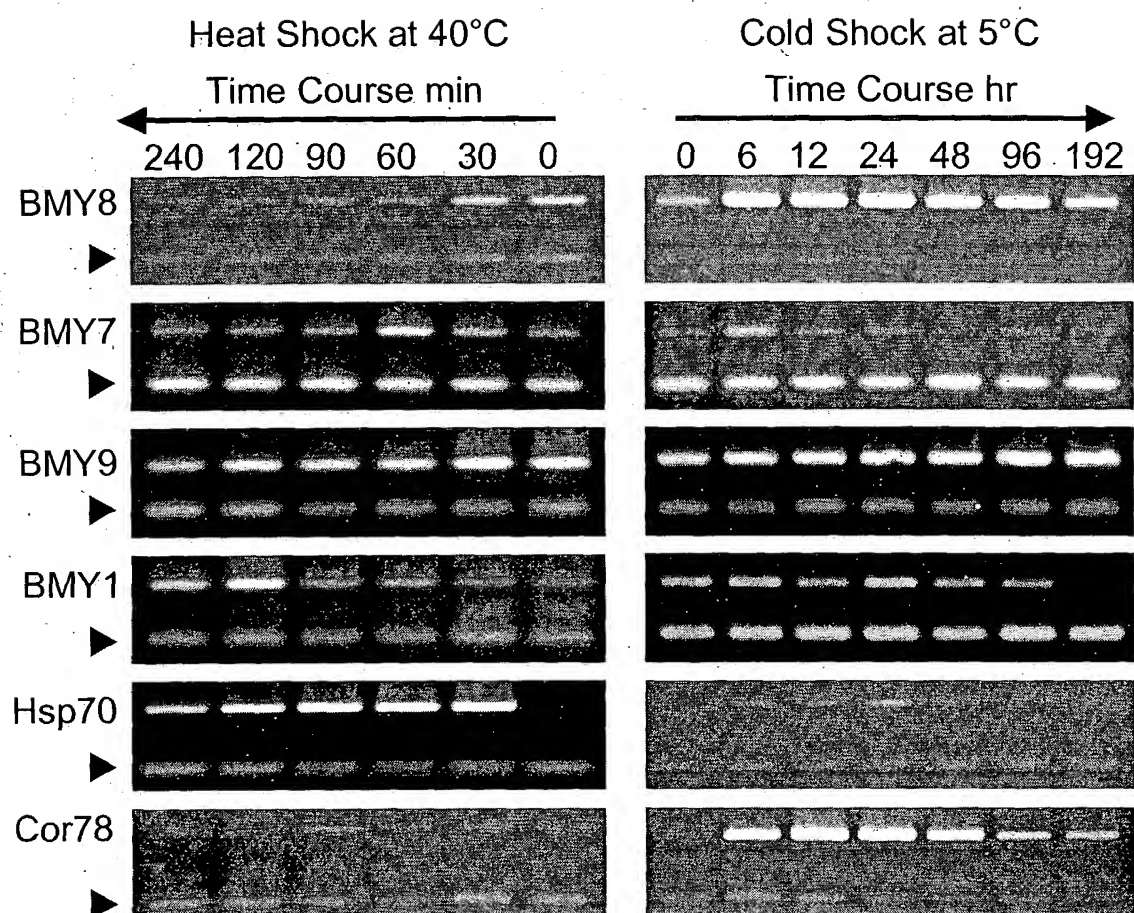 Heat Shock at 40°C
Time Course min
240 120 90 60 30 0
Cold Shock at 5°C
Time Course hr
0 6 12 24 48 96 192
BMY8
BMY7
BMY9
BMY1
Hsp70
Cor78